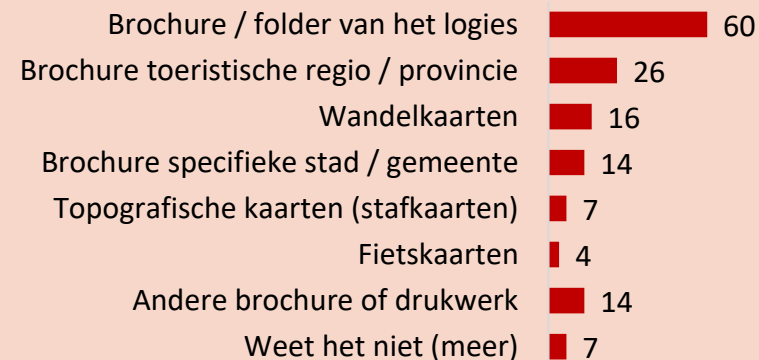 Brochure / folder van het logies 60
Brochure toeristische regio / provincie 26
Wandelkaarten 16
Brochure specifieke stad / gemeente 14
Topografische kaarten (stafkaarten) 7
Fietskaarten 4
Andere brochure of drukwerk 14
Weet het niet (meer) 7